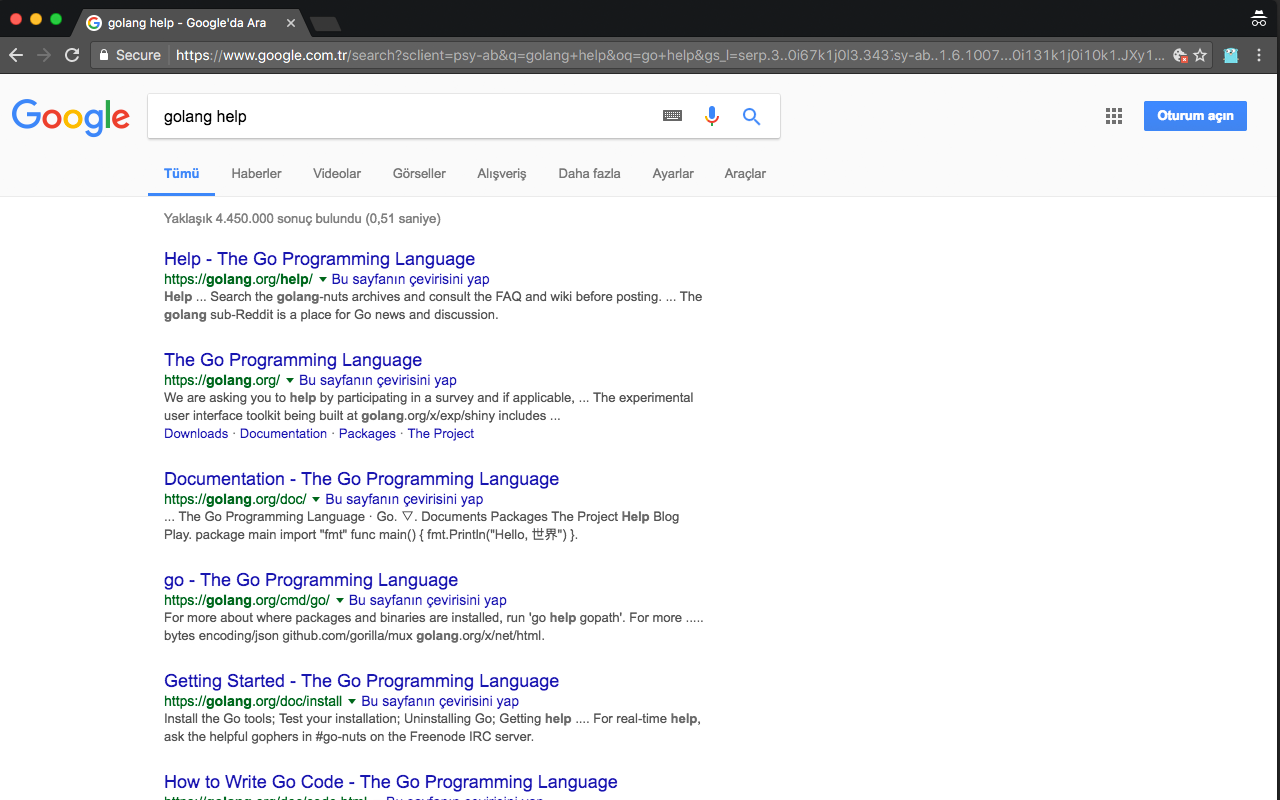 golang help - Google'da Ara
Secure https://www.google.com.tr/search?sclient=psy-ab&q=golang+help&oq=go+help&gs_l=serp.3..0i67k1j0l3.343
sy-ab..1.6.1007...0i131k1j0i10k1.JXy1...
Google
golang help
Oturum açın
Tümü Haberler Videolar Görseller Alışveriş Daha fazla Ayarlar Araçlar
Yaklaşık 4.450.000 sonuç bulundu (0,51 saniye)
Help - The Go Programming Language
https://golang.org/help/ Bu sayfanın çevirisini yap
Help ... Search the golang-nuts archives and consult the FAQ and wiki before posting. ... The
golang sub-Reddit is a place for Go news and discussion.
The Go Programming Language
https://golang.org/ Bu sayfanın çevirisini yap
We are asking you to help by participating in a survey and if applicable, ... The experimental
user interface toolkit being built at golang.org/x/exp/shiny includes ...
Downloads · Documentation · Packages · The Project
Documentation - The Go Programming Language
https://golang.org/doc/ Bu sayfanın çevirisini yap
... The Go Programming Language · Go. ▽. Documents Packages The Project Help Blog
Play. package main import "fmt" func main() { fmt.Println("Hello, 世界") }.
go - The Go Programming Language
https://golang.org/cmd/go/ Bu sayfanın çevirisini yap
For more about where packages and binaries are installed, run 'go help gopath'. For more .....
bytes encoding/json github.com/gorilla/mux golang.org/x/net/html.
Getting Started - The Go Programming Language
https://golang.org/doc/install Bu sayfanın çevirisini yap
Install the Go tools; Test your installation; Uninstalling Go; Getting help .... For real-time help,
ask the helpful gophers in #go-nuts on the Freenode IRC server.
How to Write Go Code - The Go Programming Language
https://golang.org/doc/code.html Bu sayfanın çevirisini yap